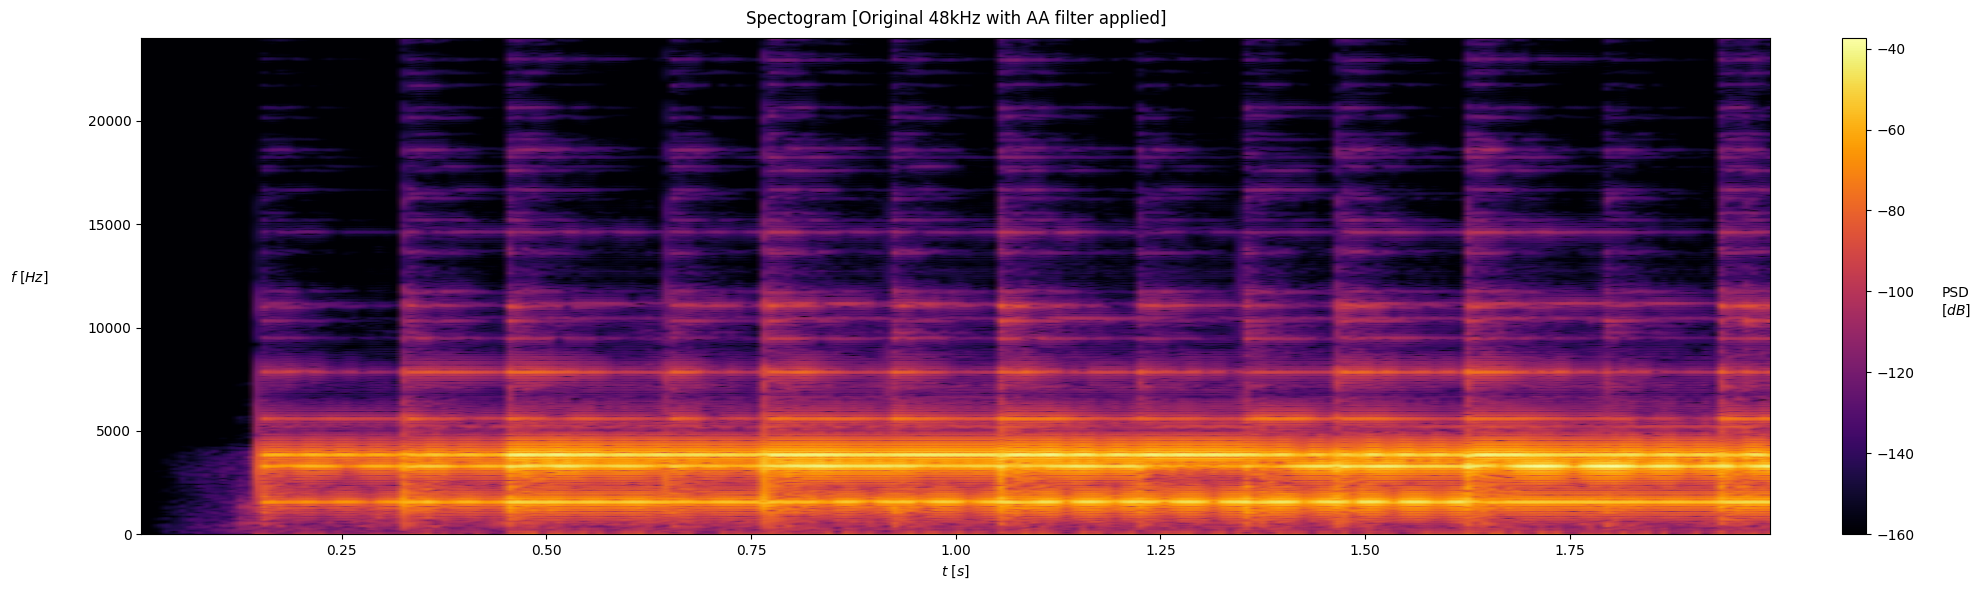 Spectogram [Original 48kHz with AA filter applied]
f [Hz]
20000
15000
10000
5000
0
0.25 0.50 0.75 1.00 1.25 1.50 1.75
t [s]
−40
−60
−80
−100
−120
−140
−160
PSD
[dB]